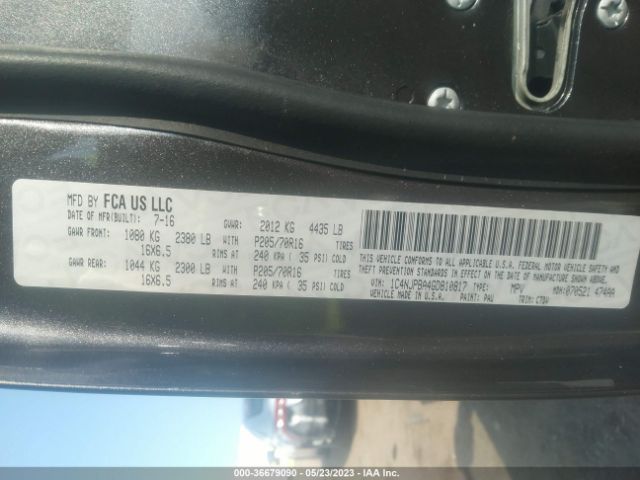 MFD BY FCA US LLC
DATE OF MFR(BUILT): 7-16 GVWR: 2012 KG 4435 LB
GAWR FRONT: 1080 KG 2380 LB WITH P205/70R16 TIRES
16X6.5 RIMS AT 240 KPA ( 35 PSI) COLD
GAWR REAR: 1044 KG 2300 LB WITH P205/70R16 TIRES
16X6.5 RIMS AT 240 KPA ( 35 PSI) COLD
THIS VEHICLE CONFORMS TO ALL APPLICABLE U.S.A. FEDERAL MOTOR VEHICLE SAFETY AND
THEFT PREVENTION STANDARDS IN EFFECT ON THE DATE OF MANUFACTURE SHOWN ABOVE.
VIN: 1C4NJPBA4GD810817 TYPE: MPV MDH: 070521 474AA
VEHICLE MADE IN U.S.A. PAINT: PAU TRIM: CTDV
000-36679090 - 05/23/2023 - IAA Inc.